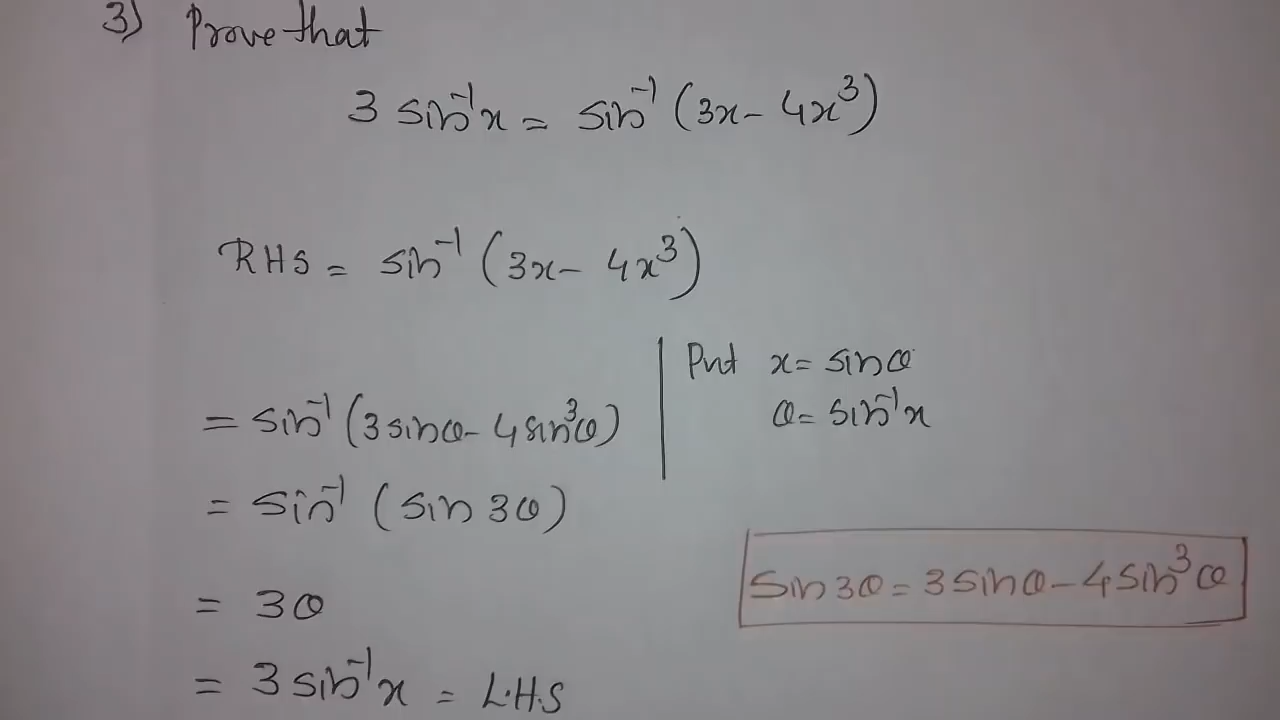 3) Prove that
3 sin⁻¹x = sin⁻¹ (3x - 4x³)
RHS = sin⁻¹ (3x - 4x³)
Put x = sinθ
θ = sin⁻¹x
= sin⁻¹ (3 sinθ - 4 sin³θ)
= sin⁻¹ (sin 3θ)
sin 3θ = 3 sinθ - 4 sin³θ
= 3θ
= 3 sin⁻¹x = L.H.S